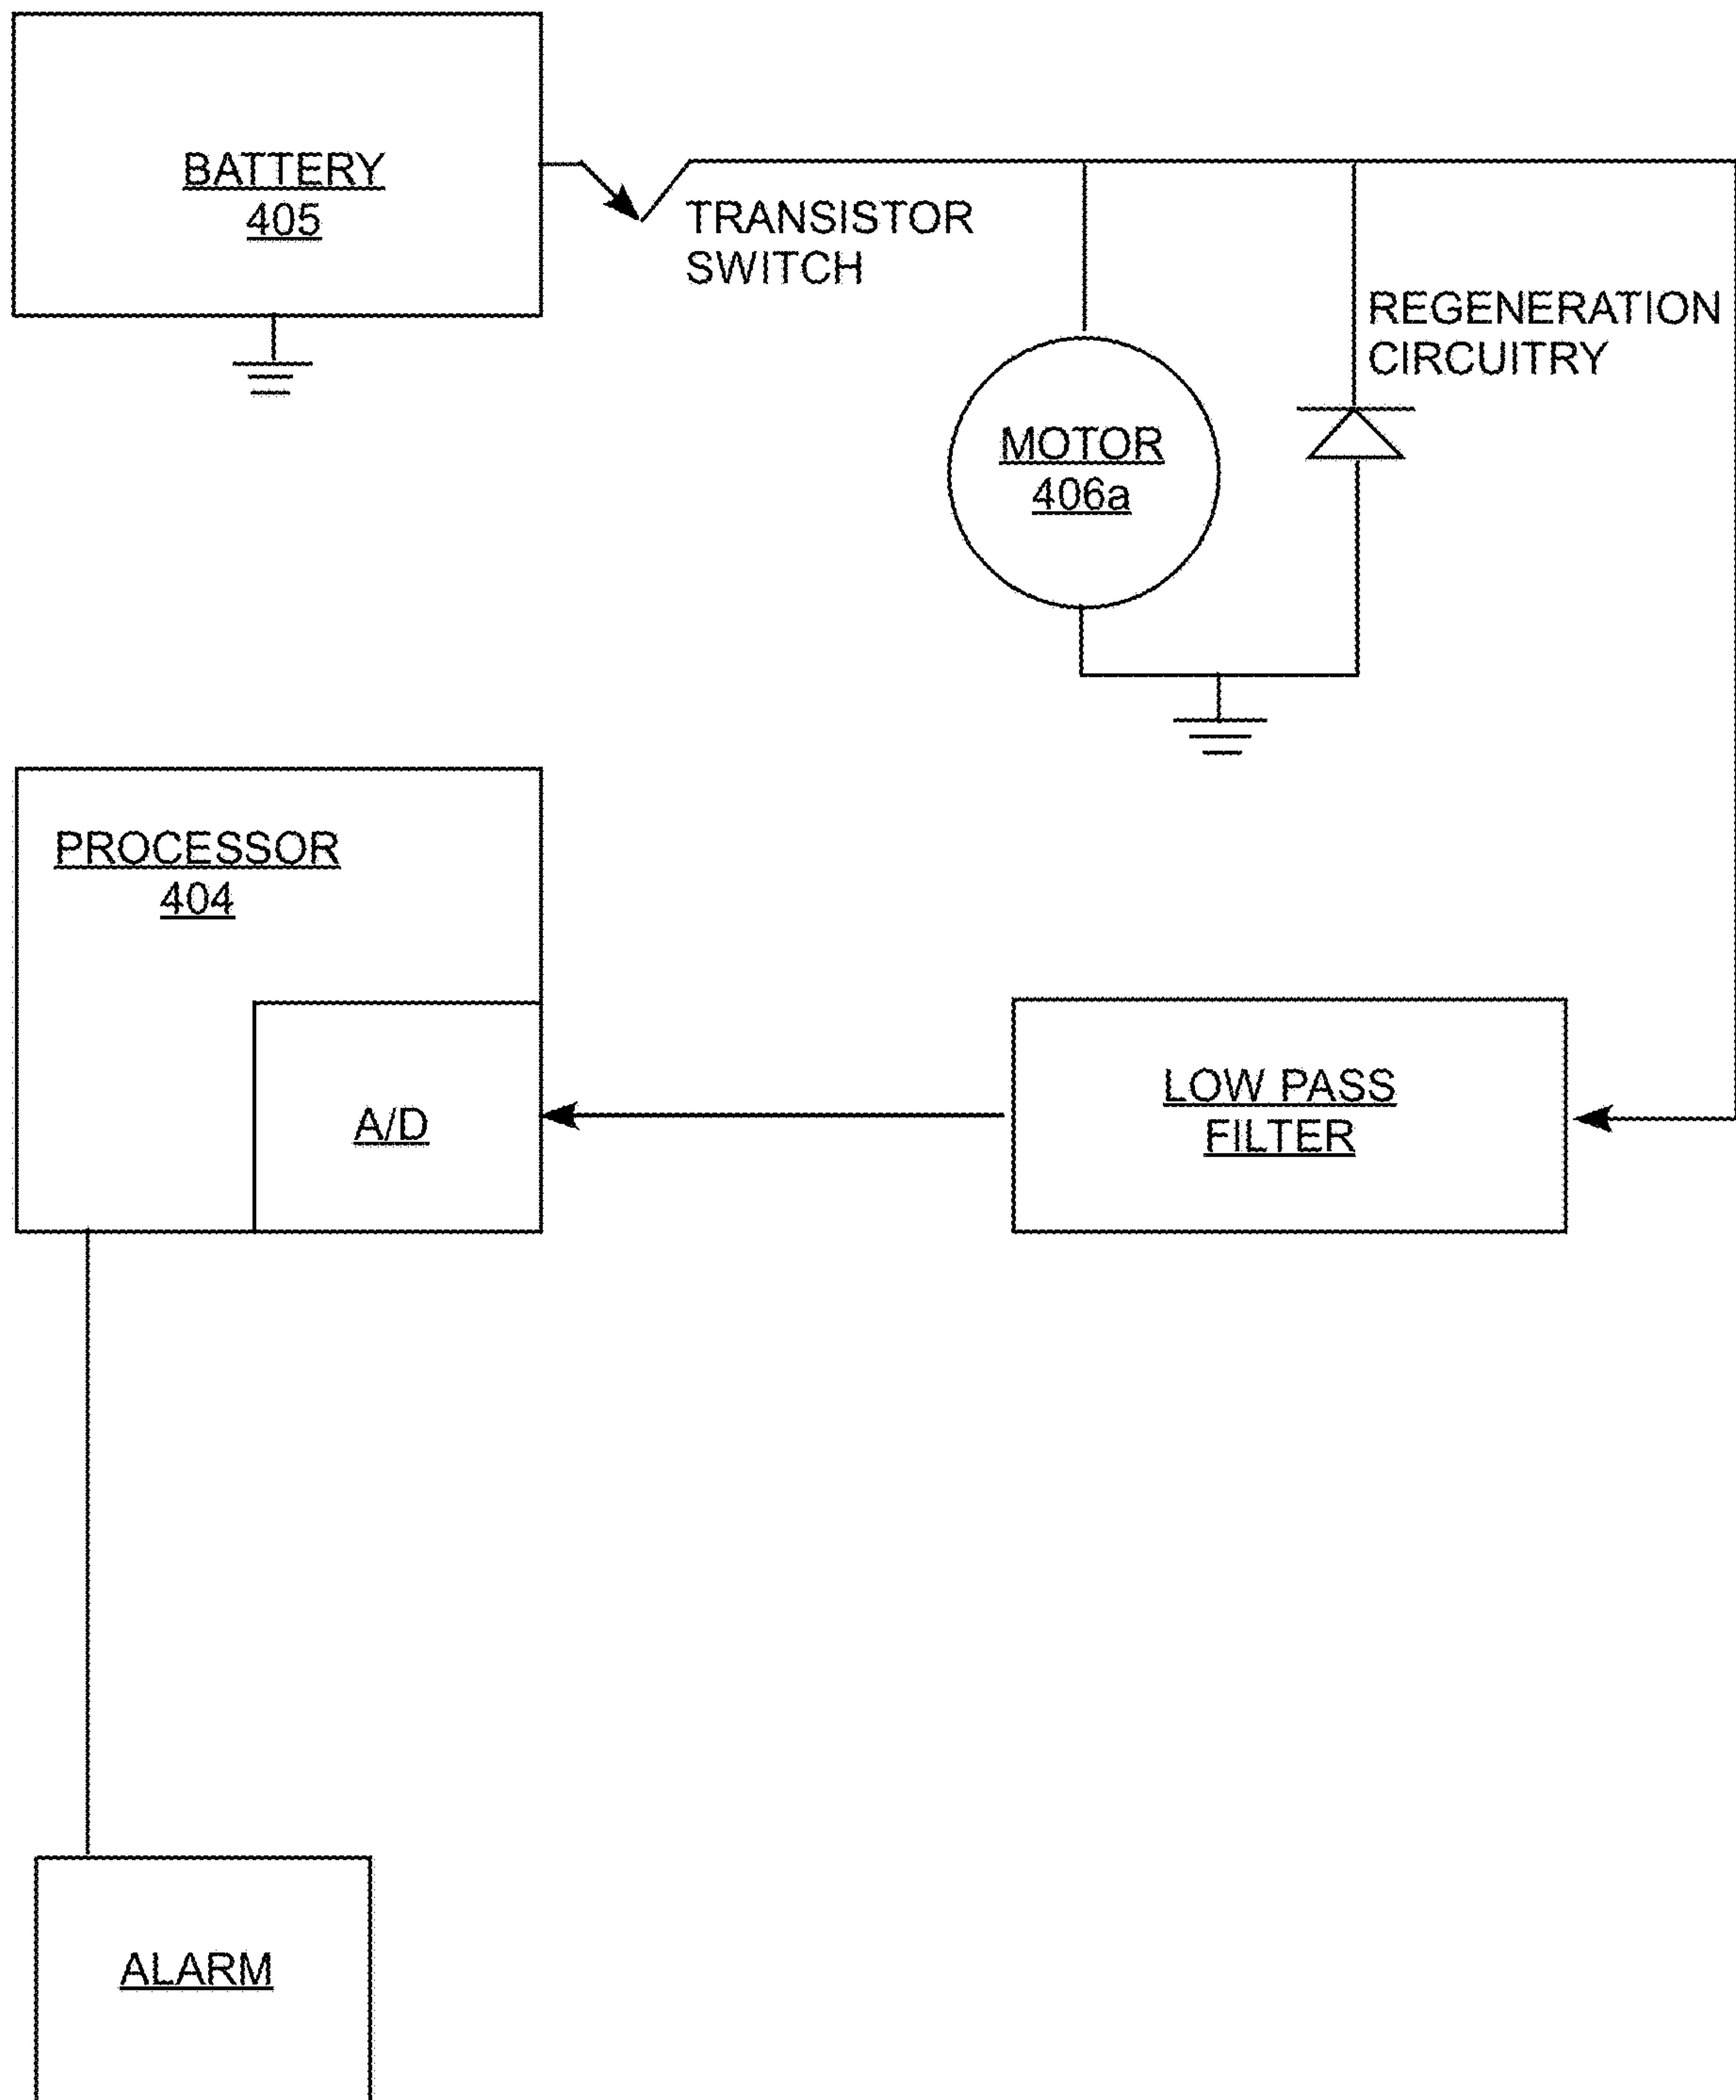 BATTERY
405
TRANSISTOR
SWITCH
REGENERATION
CIRCUITRY
MOTOR
406a
PROCESSOR
404
A/D
LOW PASS
FILTER
ALARM